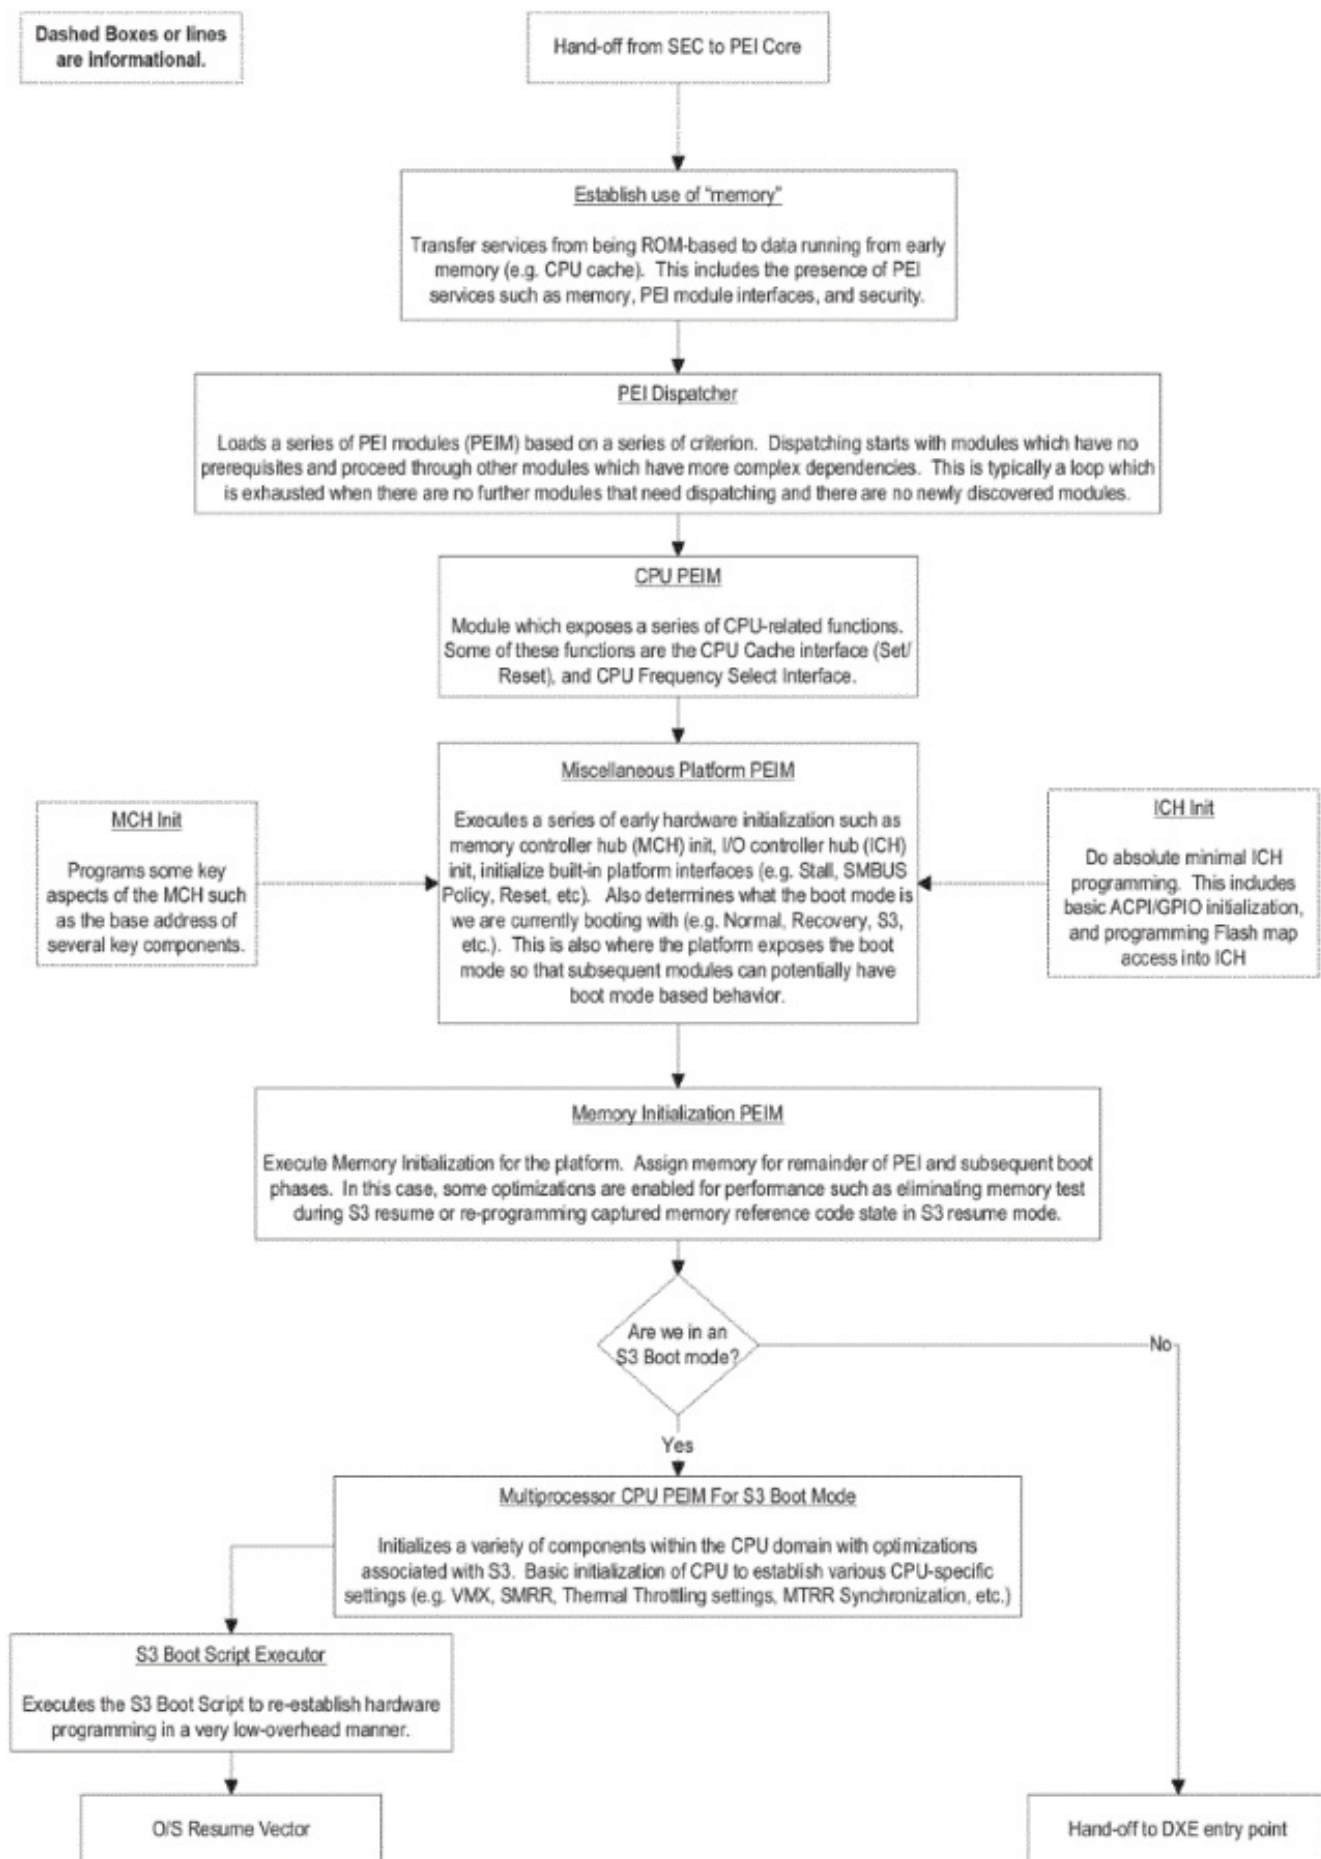 Dashed Boxes or lines
are Informational.
Hand-off from SEC to PEI Core
Establish use of "memory"
Transfer services from being ROM-based to data running from early
memory (e.g. CPU cache). This includes the presence of PEI
services such as memory, PEI module interfaces, and security.
PEI Dispatcher
Loads a series of PEI modules (PEIM) based on a series of criterion. Dispatching starts with modules which have no
prerequisites and proceed through other modules which have more complex dependencies. This is typically a loop which
is exhausted when there are no further modules that need dispatching and there are no newly discovered modules.
CPU PEIM
Module which exposes a series of CPU-related functions.
Some of these functions are the CPU Cache interface (Set/
Reset), and CPU Frequency Select Interface.
Miscellaneous Platform PEIM
Executes a series of early hardware initialization such as
memory controller hub (MCH) init, I/O controller hub (ICH)
init, initialize built-in platform interfaces (e.g. Stall, SMBUS
Policy, Reset, etc). Also determines what the boot mode is
we are currently booting with (e.g. Normal, Recovery, S3,
etc.). This is also where the platform exposes the boot
mode so that subsequent modules can potentially have
boot mode based behavior.
MCH Init
Programs some key
aspects of the MCH such
as the base address of
several key components.
ICH Init
Do absolute minimal ICH
programming. This includes
basic ACPI/GPIO initialization,
and programming Flash map
access into ICH
Memory Initialization PEIM
Execute Memory Initialization for the platform. Assign memory for remainder of PEI and subsequent boot
phases. In this case, some optimizations are enabled for performance such as eliminating memory test
during S3 resume or re-programming captured memory reference code state in S3 resume mode.
Are we in an
S3 Boot mode?
No
Yes
Multiprocessor CPU PEIM For S3 Boot Mode
Initializes a variety of components within the CPU domain with optimizations
associated with S3. Basic initialization of CPU to establish various CPU-specific
settings (e.g. VMX, SMRR, Thermal Throttling settings, MTRR Synchronization, etc.)
S3 Boot Script Executor
Executes the S3 Boot Script to re-establish hardware
programming in a very low-overhead manner.
O/S Resume Vector
Hand-off to DXE entry point